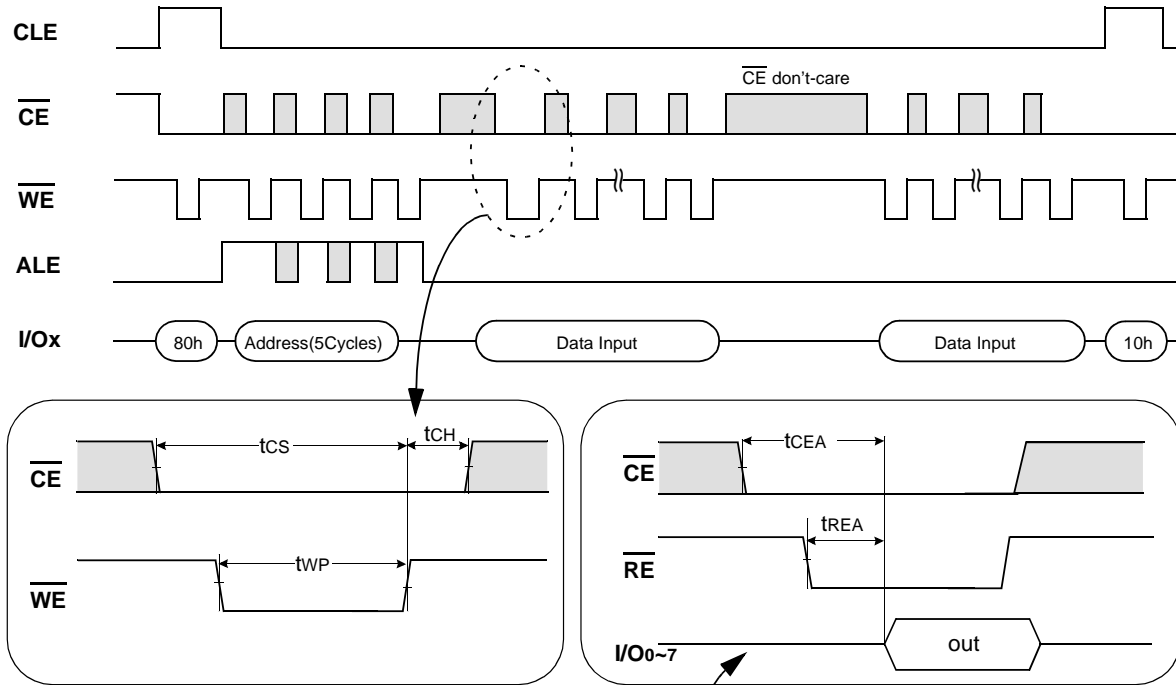 CLE
CE don't-care
CE
WE
ALE
I/Ox
80h
Address(5Cycles)
Data Input
Data Input
10h
tCS
tCH
CE
tWP
WE
tCEA
CE
tREA
RE
I/O0~7
out